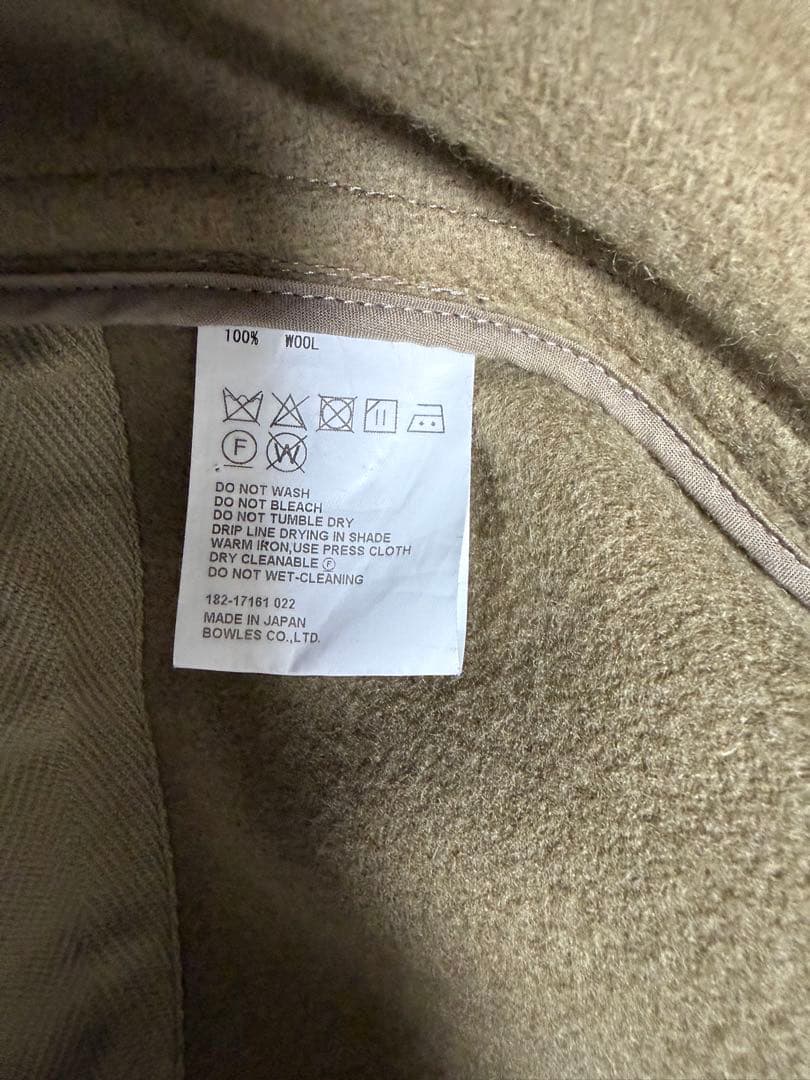 100% WOOL
F W
DO NOT WASH
DO NOT BLEACH
DO NOT TUMBLE DRY
DRIP LINE DRYING IN SHADE
WARM IRON,USE PRESS CLOTH
DRY CLEANABLE Ⓕ
DO NOT WET-CLEANING
182-17161 022
MADE IN JAPAN
BOWLES CO.,LTD.